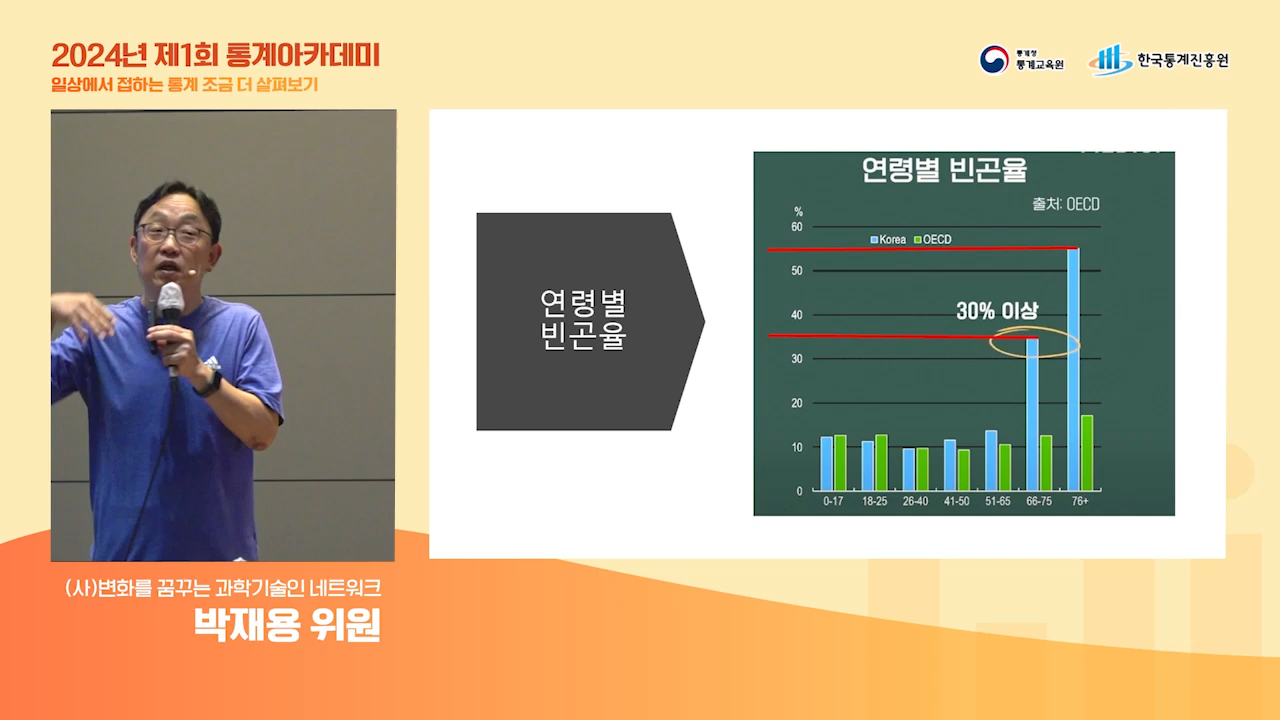 2024년 제1회 통계아카데미
일상에서 접하는 통계 조금 더 살펴보기
통계청
통계교육원
한국통계진흥원
연령별
빈곤율
연령별 빈곤율
출처: OECD
%
60
Korea OECD
50
30% 이상
40
30
20
10
0
0-17 18-25 26-40 41-50 51-65 66-75 76+
(사)변화를 꿈꾸는 과학기술인 네트워크
박재용 위원